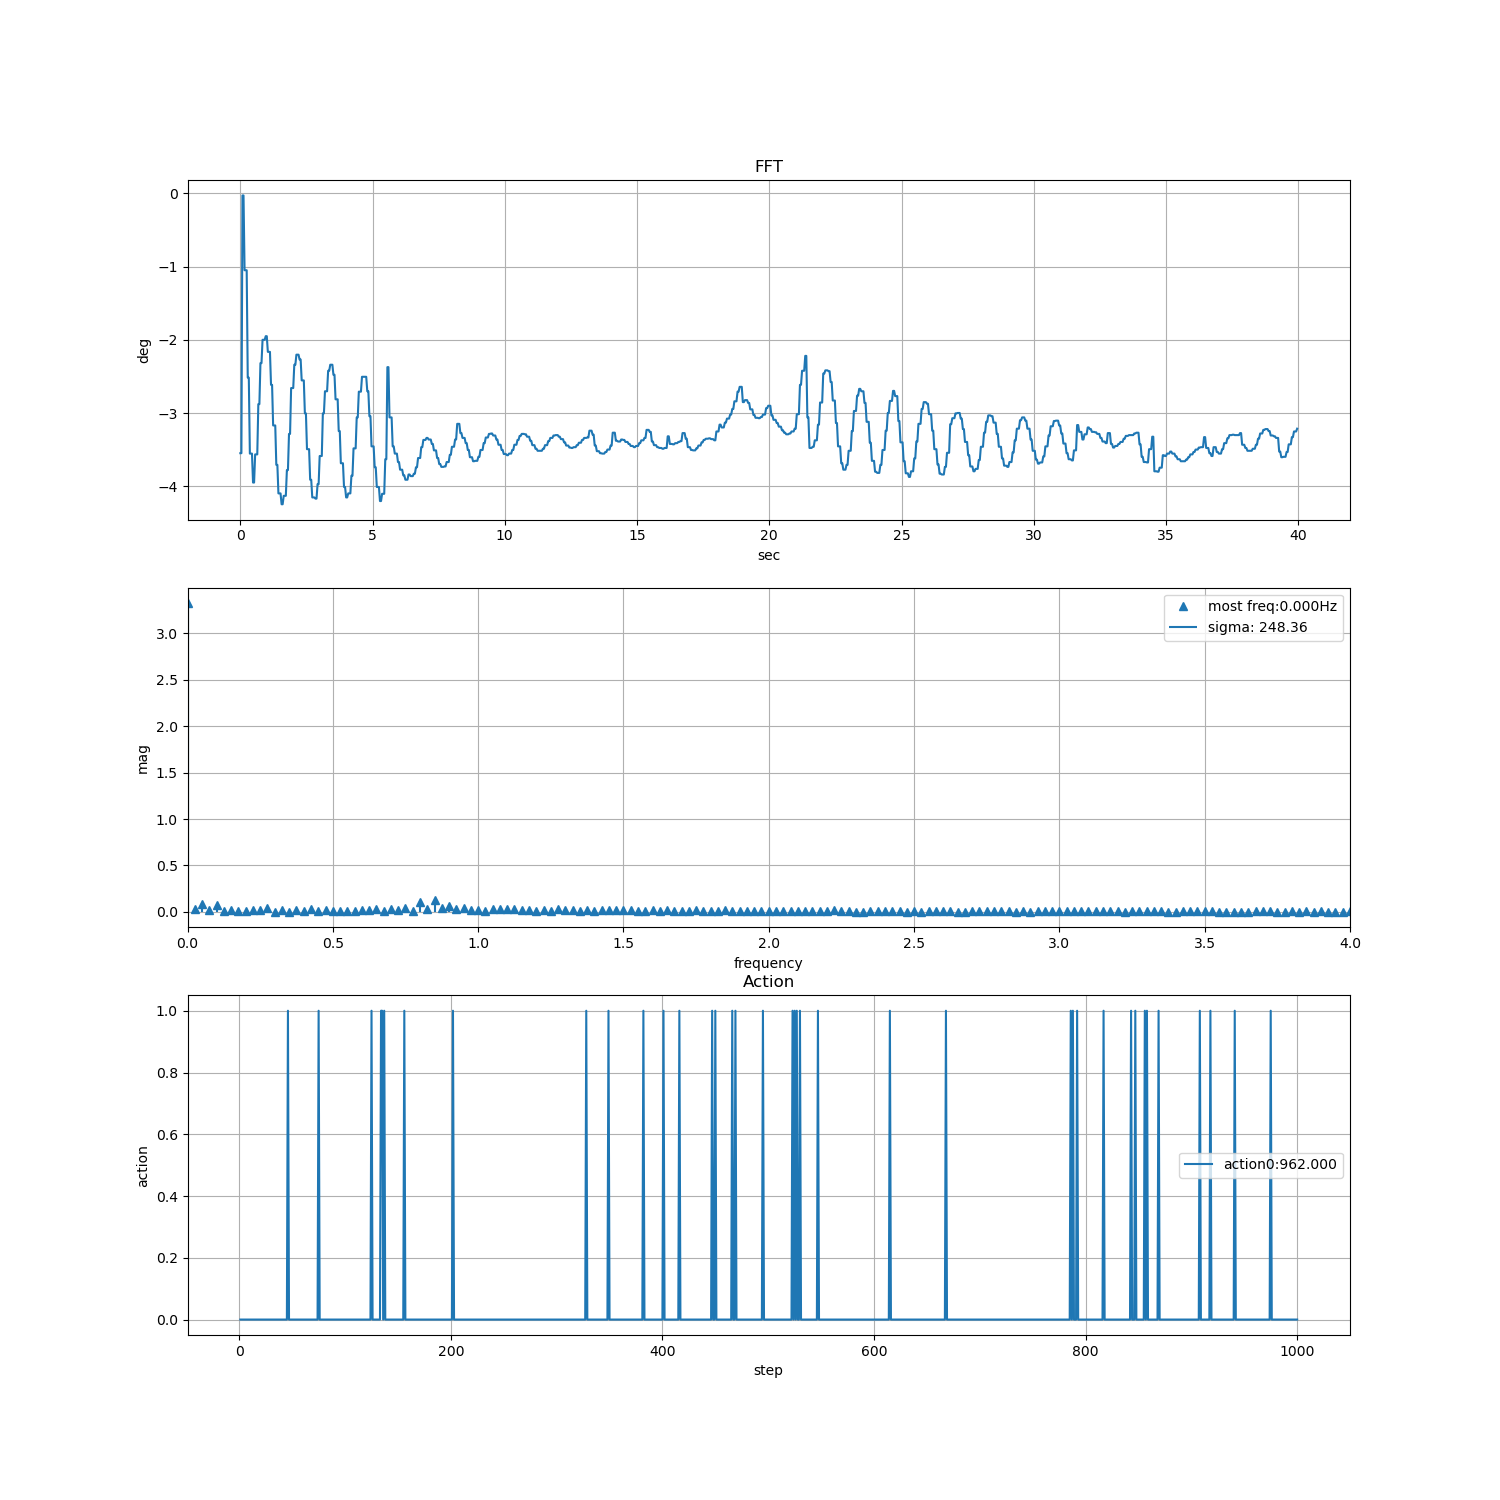 FFT
0
−1
−2
−3
−4
deg
0 5 10 15 20 25 30 35 40
sec
3.0
2.5
2.0
1.5
1.0
0.5
0.0
mag
most freq:0.000Hz
sigma: 248.36
0.0 0.5 1.0 1.5 2.0 2.5 3.0 3.5 4.0
frequency
Action
1.0
0.8
0.6
0.4
0.2
0.0
action
action0:962.000
0 200 400 600 800 1000
step